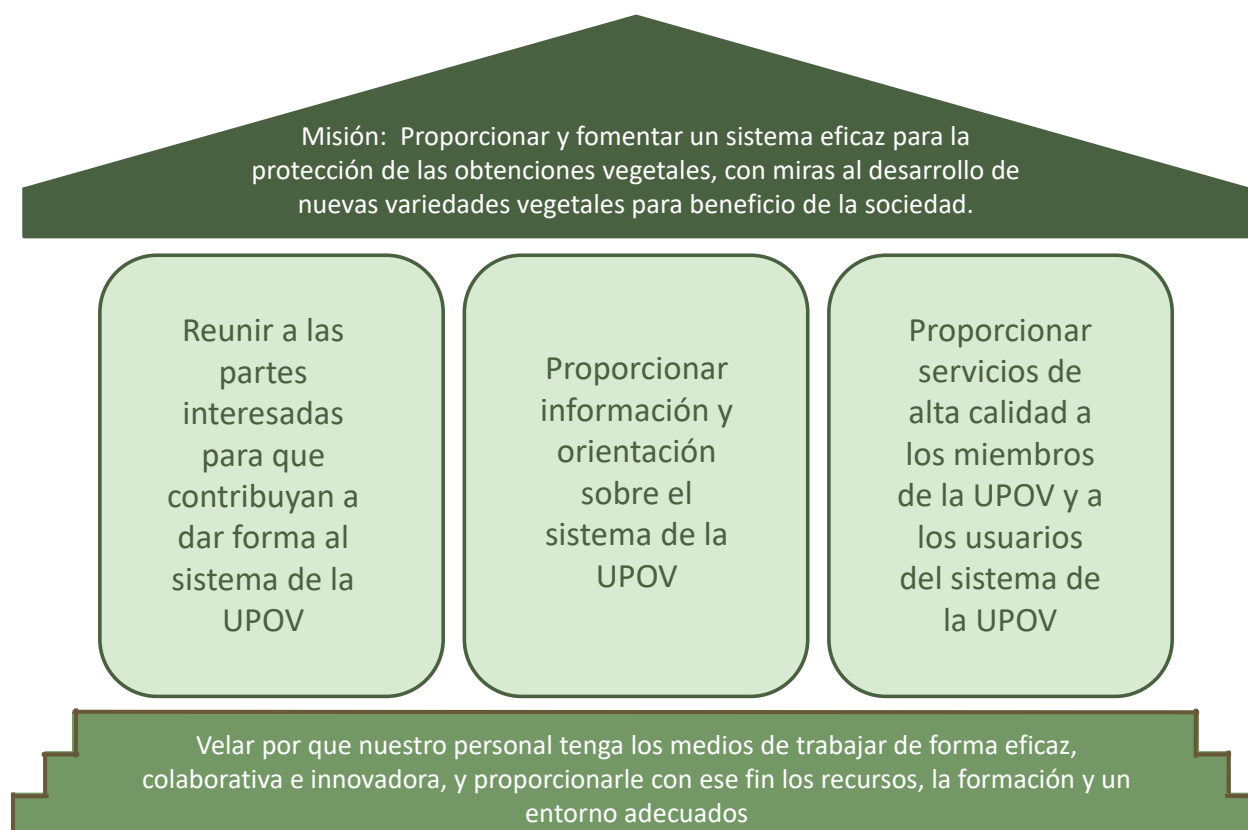 Misión:  Proporcionar y fomentar un sistema eficaz para la
protección de las obtenciones vegetales, con miras al desarrollo de
nuevas variedades vegetales para beneficio de la sociedad.
Reunir a las
partes
interesadas
para que
contribuyan a
dar forma al
sistema de la
UPOV
Proporcionar
información y
orientación
sobre el
sistema de la
UPOV
Proporcionar
servicios de
alta calidad a
los miembros
de la UPOV y a
los usuarios
del sistema de
la UPOV
Velar por que nuestro personal tenga los medios de trabajar de forma eficaz,
colaborativa e innovadora, y proporcionarle con ese fin los recursos, la formación y un
entorno adecuados